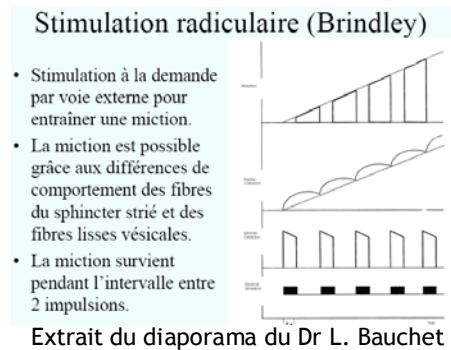 Stimulation radiculaire (Brindley)
• Stimulation à la demande
par voie externe pour
entraîner une miction.
• La miction est possible
grâce aux différences de
comportement des fibres
du sphincter strié et des
fibres lisses vésicales.
• La miction survient
pendant l'intervalle entre
2 impulsions.
Extrait du diaporama du Dr L. Bauchet